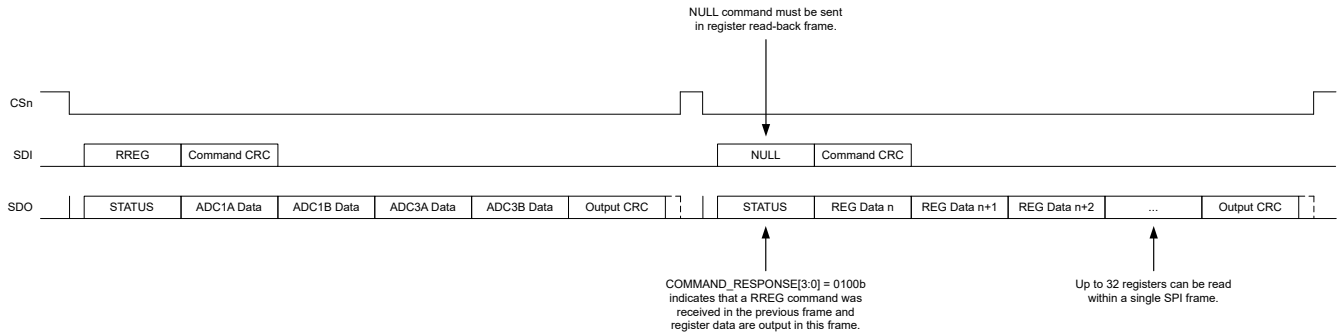 NULL command must be sent
in register read-back frame.
CSn
SDI
RREG Command CRC NULL Command CRC
SDO
STATUS ADC1A Data ADC1B Data ADC3A Data ADC3B Data Output CRC STATUS REG Data n REG Data n+1 REG Data n+2 ... Output CRC
COMMAND_RESPONSE[3:0] = 0100b
indicates that a RREG command was
received in the previous frame and
register data are output in this frame.
Up to 32 registers can be read
within a single SPI frame.